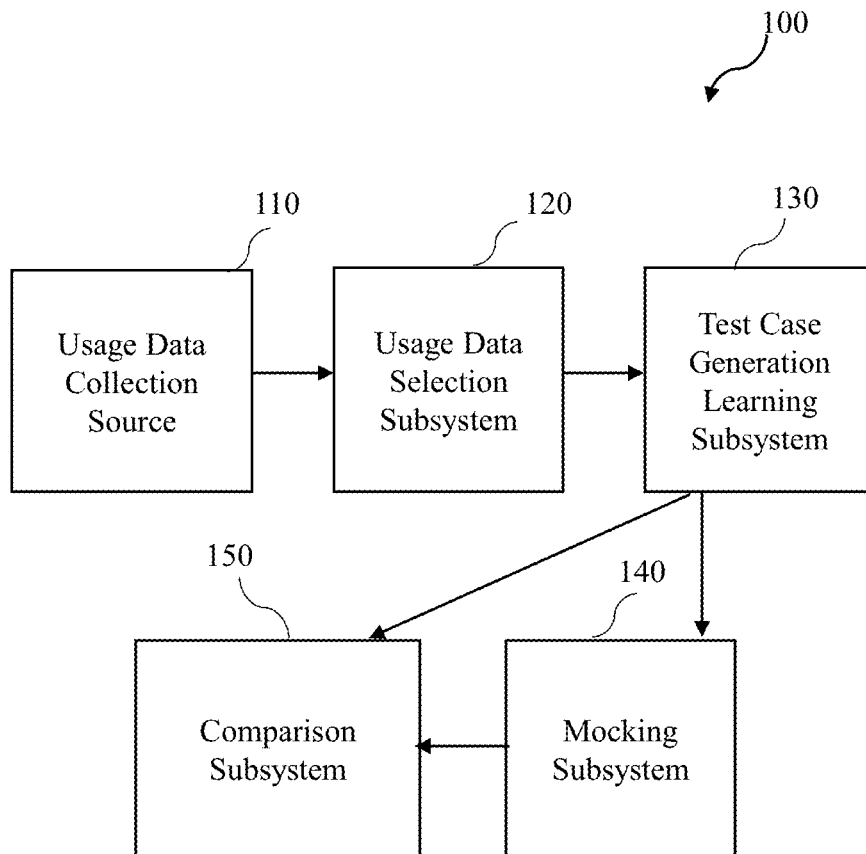 100
110
120
130
Usage Data
Collection
Source
Usage Data
Selection
Subsystem
Test Case
Generation
Learning
Subsystem
150
140
Comparison
Subsystem
Mocking
Subsystem